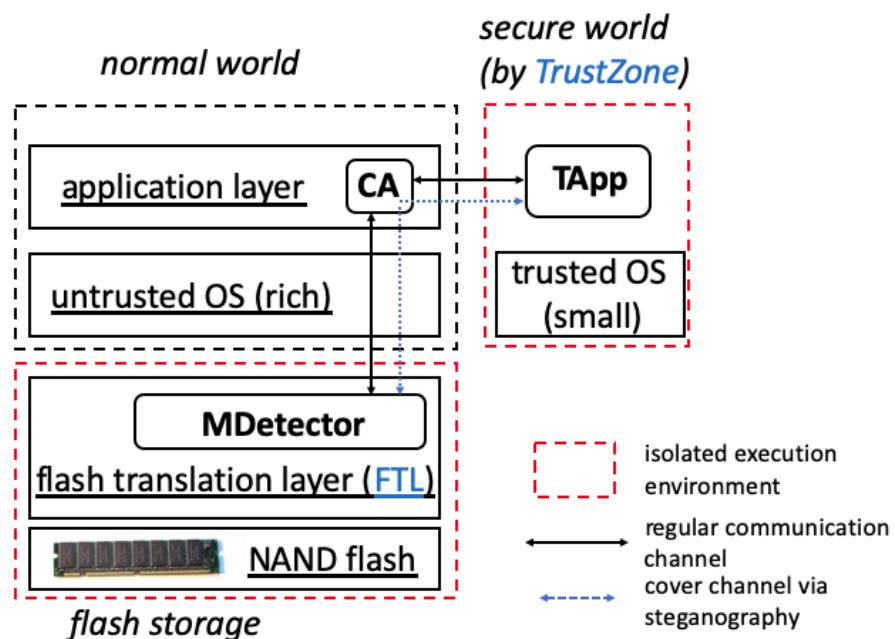 normal world
secure world
(by TrustZone)
application layer
CA
TApp
untrusted OS (rich)
trusted OS
(small)
MDetector
flash translation layer (FTL)
NAND flash
flash storage
isolated execution
environment
regular communication
channel
cover channel via
steganography